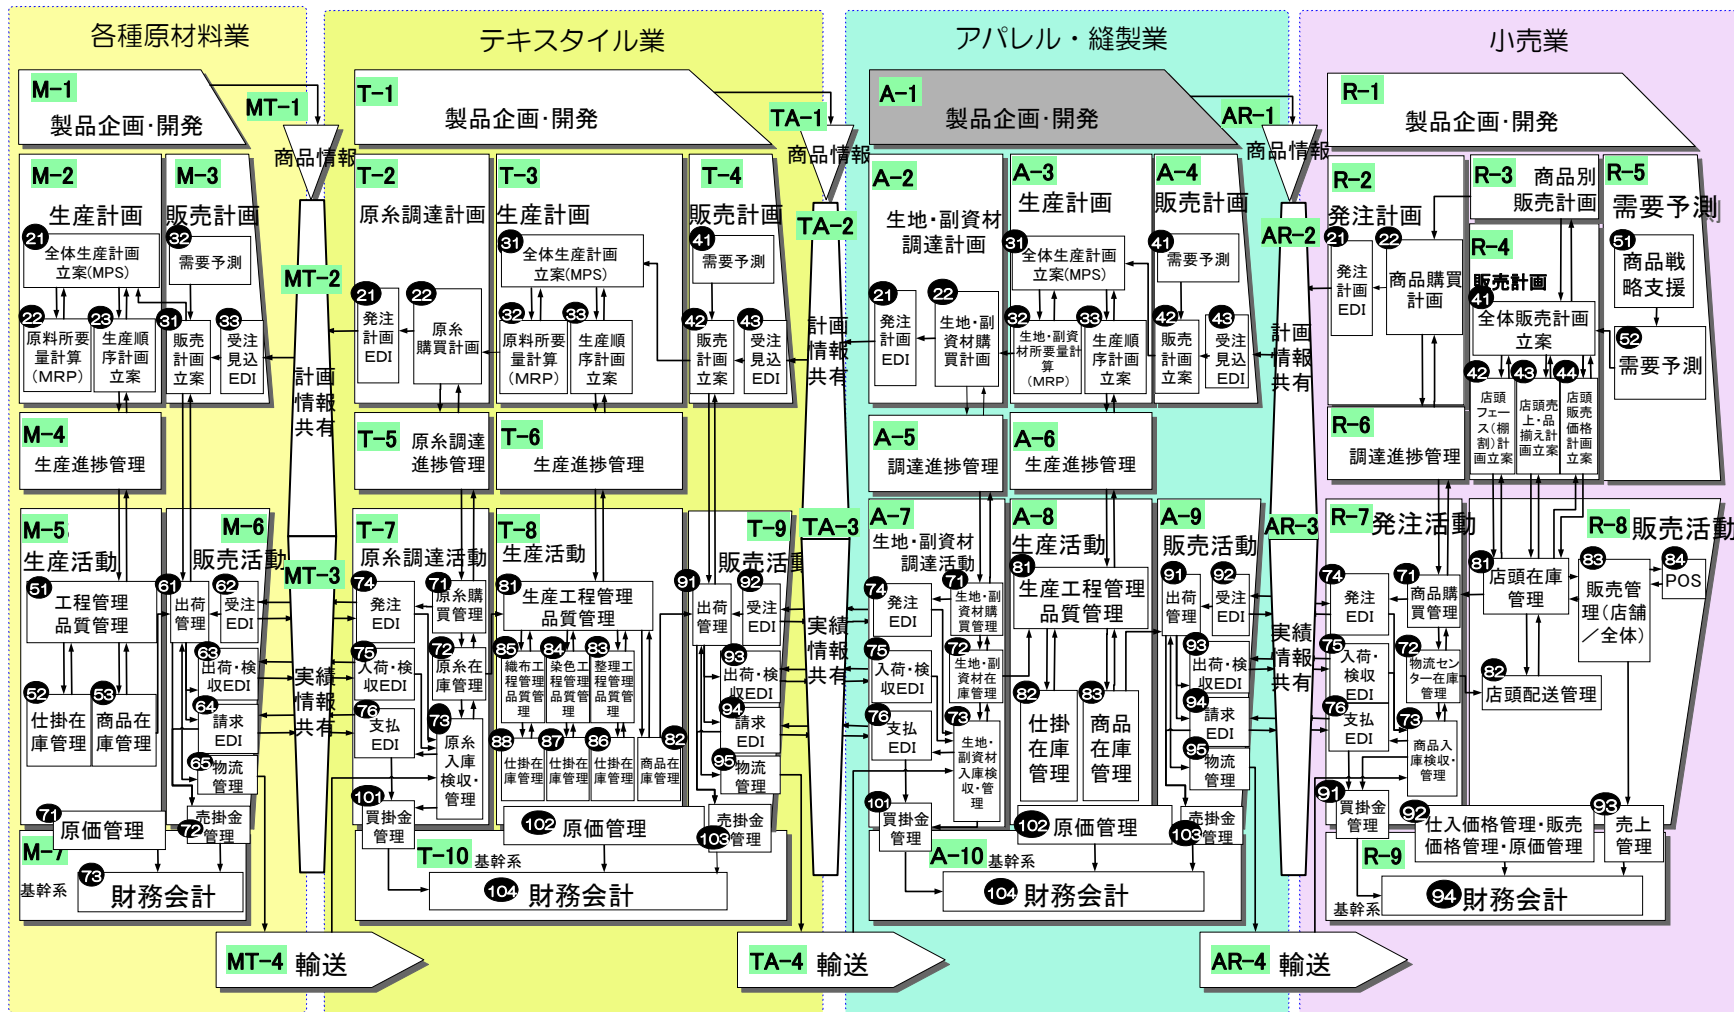 各種原材料業
テキスタイル業
アパレル・縫製業
小売業
M-1
製品企画・開発
MT-1
商品情報
T-1
製品企画・開発
TA-1
商品情報
A-1
製品企画・開発
AR-1
商品情報
R-1
製品企画・開発
M-2
生産計画
21
全体生産計画
立案(MPS)
22
原料所要
量計算
(MRP)
23
生産順
序計画
立案
M-3
販売計画
32
需要予測
31
販売
計画
立案
33
受注
見込
EDI
MT-2
計画
情報
共有
T-2
原糸調達計画
21
発注
計画
EDI
22
原糸
購買計画
T-3
生産計画
31
全体生産計画
立案(MPS)
32
原料所要
量計算
(MRP)
33
生産順
序計画
立案
T-4
販売計画
41
需要予測
42
販売
計画
立案
43
受注
見込
EDI
TA-2
計画
情報
共有
A-2
生地・副資材
調達計画
21
発注
計画
EDI
22
生地・副
資材購
買計画
A-3
生産計画
31
全体生産計画
立案(MPS)
32
生地・副資
材所要量計
算
(MRP)
33
生産順
序計画
立案
A-4
販売計画
41
需要予測
42
販売
計画
立案
43
受注
見込
EDI
AR-2
計画
情報
共有
R-2
発注計画
21
発注
計画
EDI
22
商品購買
計画
R-3
商品別
販売計画
R-4
販売計画
41
全体販売計画
立案
42
店頭
フェー
ス(棚
割)計
画立案
43
店頭売
上・品
揃え計
画立案
44
店頭
販売
価格
計画
立案
R-5
需要予測
51
商品戦
略支援
52
需要予測
M-4
生産進捗管理
T-5
原糸調達
進捗管理
T-6
生産進捗管理
A-5
調達進捗管理
A-6
生産進捗管理
R-6
調達進捗管理
M-5
生産活動
51
工程管理
品質管理
52
仕掛在
庫管理
53
商品在
庫管理
M-6
販売活動
61
出荷
管理
62
受注
EDI
63
出荷・検
収EDI
64
請求
EDI
65
物流
管理
71
原価管理
72
売掛金
管理
M-7
基幹系
73
財務会計
MT-3
実績
情報
共有
MT-4
輸送
T-7
原糸調達活動
74
発注
EDI
71
原糸購
買管理
75
入荷・検
収EDI
72
原糸在
庫管理
76
支払
EDI
73
原糸
入庫
検収・
管理
T-8
生産活動
81
生産工程管理
品質管理
85
織布工
程管理
品質管
理
84
染色工
程管理
品質管
理
83
整理工
程管理
品質管
理
88
仕掛在
庫管理
87
仕掛在
庫管理
86
仕掛在
庫管理
82
商品在
庫管理
T-9
販売活動
91
出荷
管理
92
受注
EDI
93
出荷・検
収EDI
94
請求
EDI
95
物流
管理
101
買掛金
管理
102
原価管理
103
売掛金
管理
T-10
基幹系
104
財務会計
TA-3
実績
情報
共有
TA-4
輸送
A-7
生地・副資材
調達活動
74
発注
EDI
71
生地・副
資材購
買管理
75
入荷・検
収EDI
72
生地・副
資材在
庫管理
76
支払
EDI
73
生地・
副資材
入庫検
収・管
理
A-8
生産活動
81
生産工程管理
品質管理
82
仕掛
在庫
管理
83
商品
在庫
管理
A-9
販売活動
91
出荷
管理
92
受注
EDI
93
出荷・検
収EDI
94
請求
EDI
95
物流
管理
101
買掛金
管理
102
原価管理
103
売掛金
管理
A-10
基幹系
104
財務会計
AR-3
実績
情報
共有
AR-4
輸送
R-7
発注活動
74
発注
EDI
71
商品購
買管理
75
入荷・
検収
EDI
72
物流セン
ター在庫
管理
76
支払
EDI
73
商品入
庫検収・
管理
R-8
販売活動
81
店頭在庫
管理
83
販売管
理(店舗
／全体)
84
POS
82
店頭配送管理
91
買掛金
管理
92
仕入価格管理・販売
価格管理・原価管理
93
売上
管理
R-9
基幹系
94
財務会計